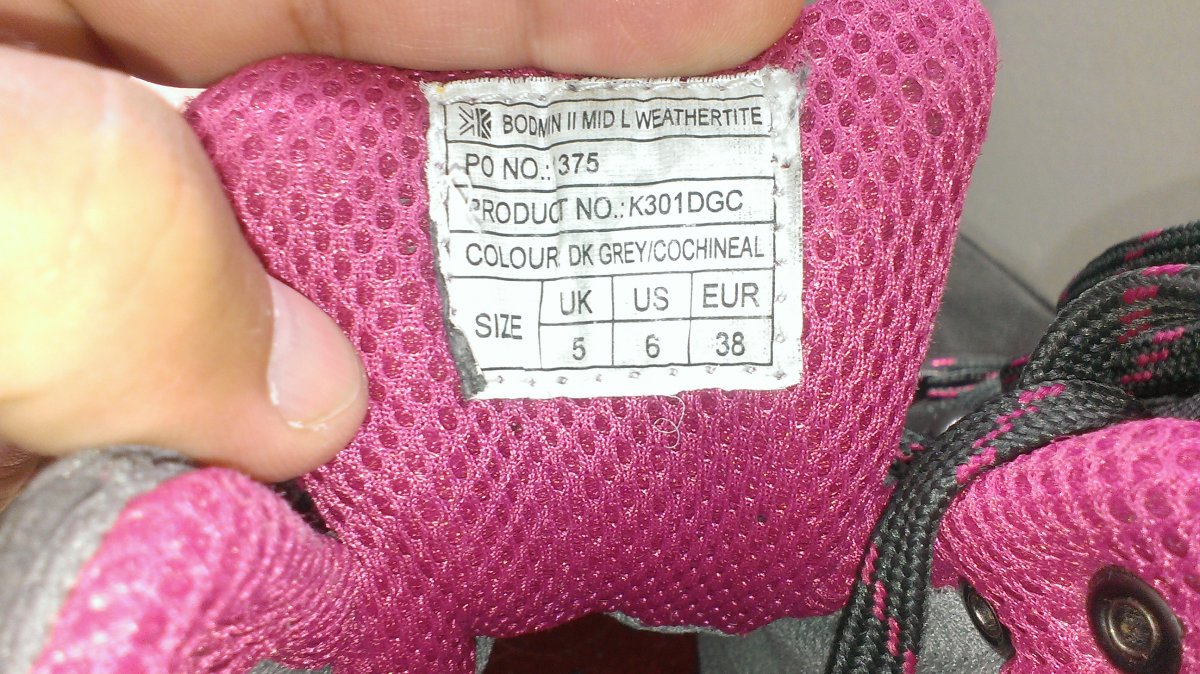 BODMIN II MID L WEATHERTITE
PO NO.: 375
PRODUCT NO.: K301DGC
COLOUR DK GREY/COCHINEAL
SIZE UK US EUR
5 6 38